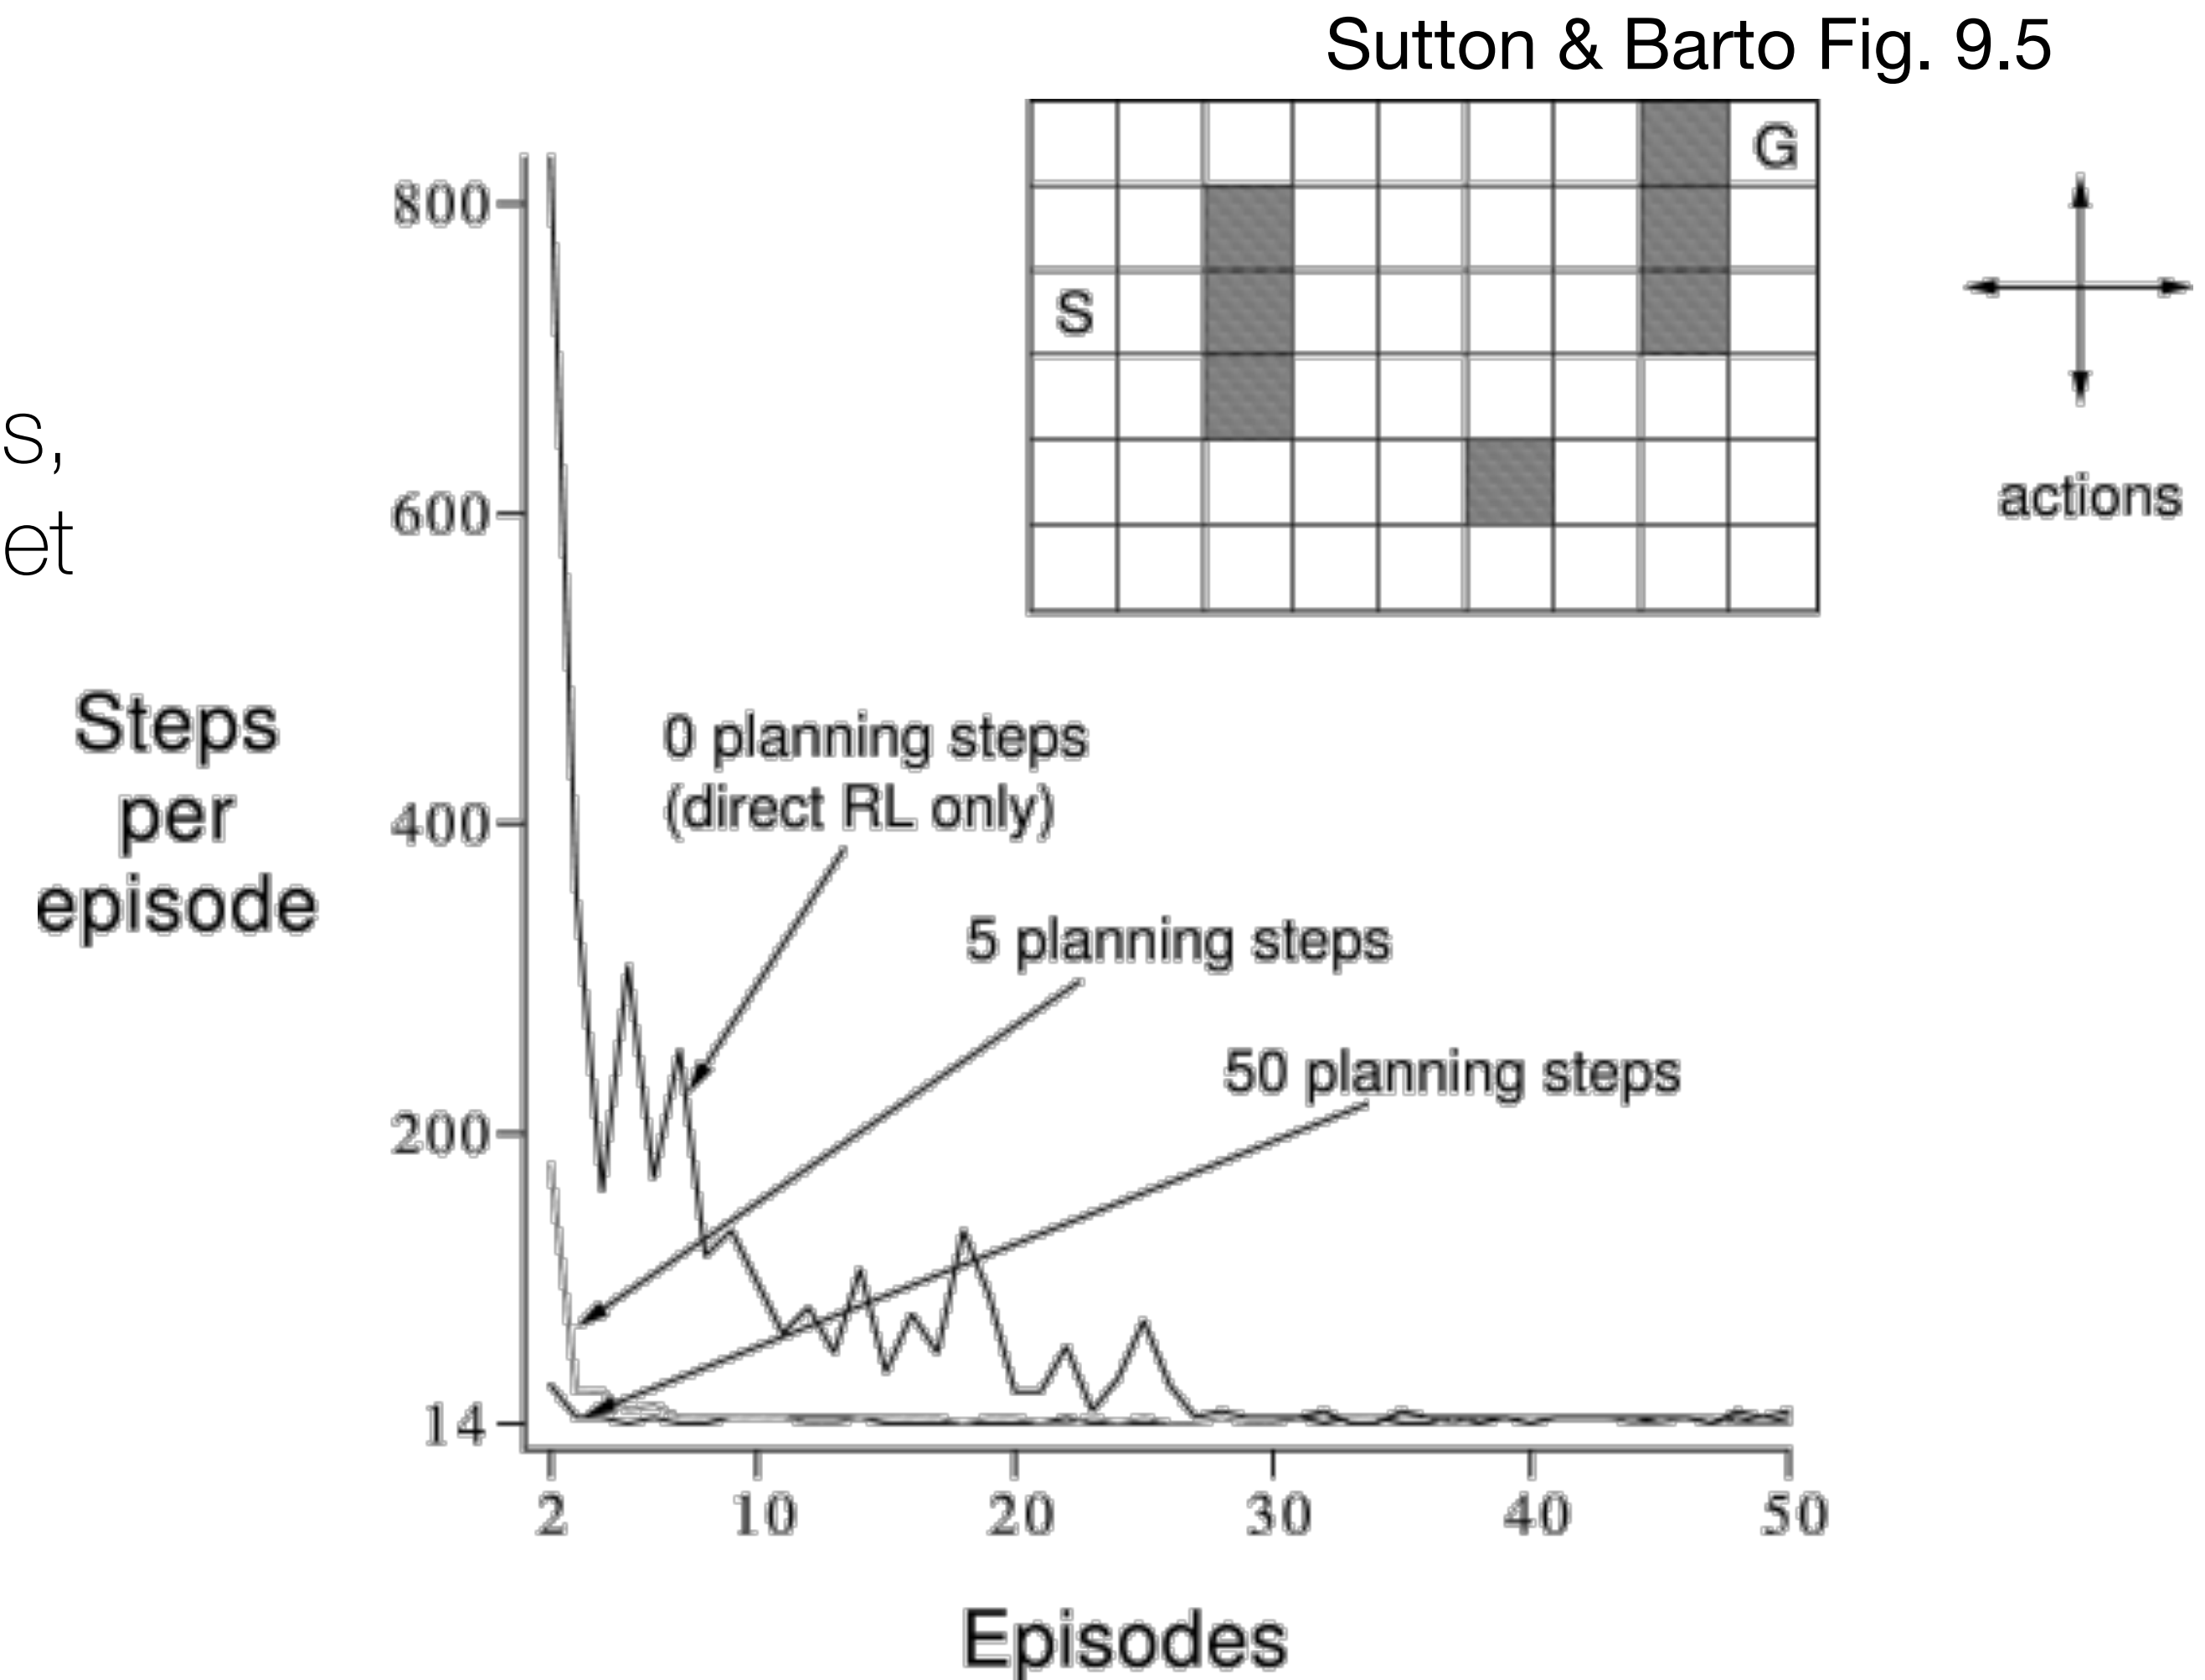 Sutton & Barto Fig. 9.5
G
S
actions
s,
et
800
600
400
200
14
Steps
per
episode
0 planning steps
(direct RL only)
5 planning steps
50 planning steps
2 10 20 30 40 50
Episodes